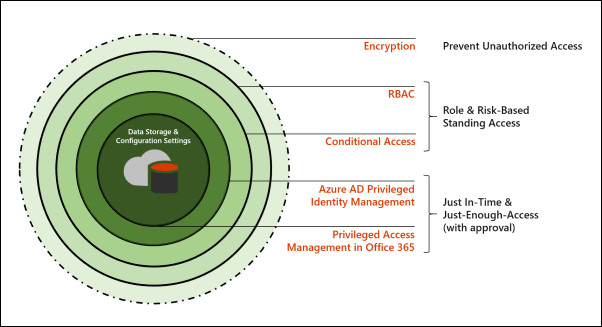 Encryption
Prevent Unauthorized Access
RBAC
Role & Risk-Based
Standing Access
Conditional Access
Data Storage &
Configuration Settings
Azure AD Privileged
Identity Management
Just In-Time &
Just-Enough-Access
(with approval)
Privileged Access
Management in Office 365